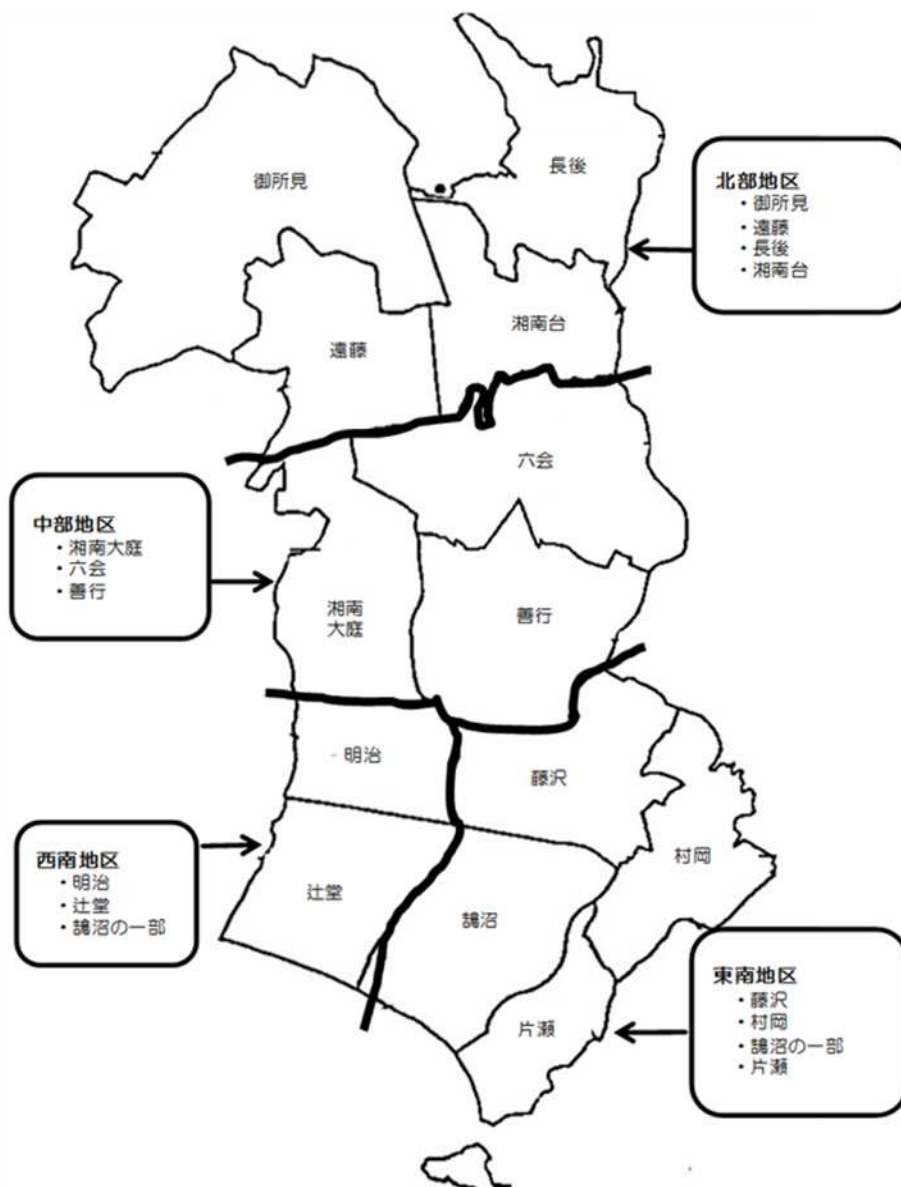 長後
御所見
北部地区
・御所見
・遠藤
・長後
・湘南台
湘南台
遠藤
六会
中部地区
・湘南大庭
・六会
・善行
湘南
大庭
善行
明治
藤沢
西南地区
・明治
・辻堂
・鵠沼の一部
村岡
辻堂
鵠沼
東南地区
・藤沢
・村岡
・鵠沼の一部
・片瀬
片瀬